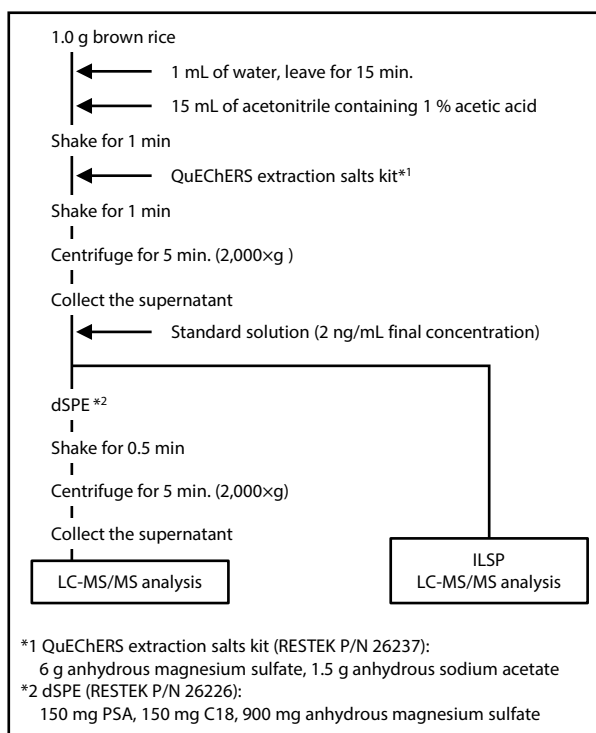 1.0 g brown rice
1 mL of water, leave for 15 min.
15 mL of acetonitrile containing 1 % acetic acid
Shake for 1 min
QuEChERS extraction salts kit*1
Shake for 1 min
Centrifuge for 5 min. (2,000×g )
Collect the supernatant
Standard solution (2 ng/mL final concentration)
dSPE *2
Shake for 0.5 min
Centrifuge for 5 min. (2,000×g)
Collect the supernatant
LC-MS/MS analysis
ILSP
LC-MS/MS analysis
*1 QuEChERS extraction salts kit (RESTEK P/N 26237):
6 g anhydrous magnesium sulfate, 1.5 g anhydrous sodium acetate
*2 dSPE (RESTEK P/N 26226):
150 mg PSA, 150 mg C18, 900 mg anhydrous magnesium sulfate